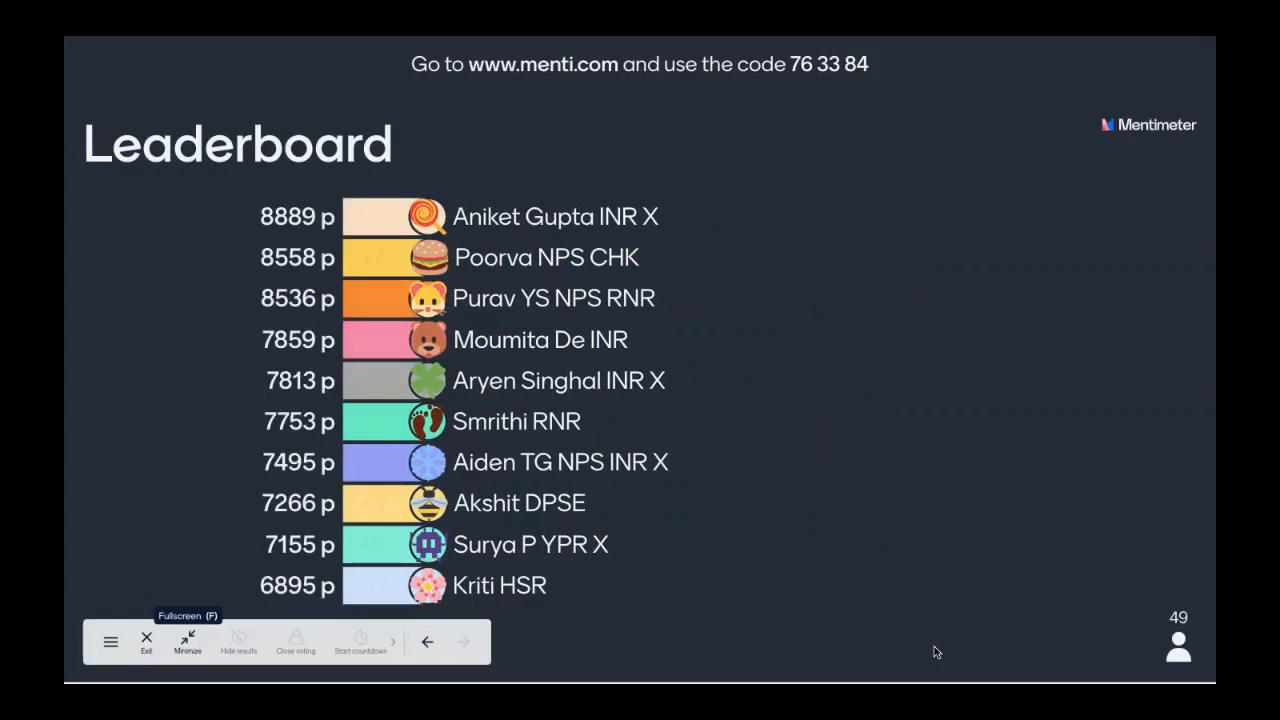 Go to www.menti.com and use the code 76 33 84
Mentimeter
Leaderboard
8889 p Aniket Gupta INR X
8558 p Poorva NPS CHK
8536 p Purav YS NPS RNR
7859 p Moumita De INR
7813 p Aryen Singhal INR X
7753 p Smrithi RNR
7495 p Aiden TG NPS INR X
7266 p Akshit DPSE
7155 p Surya P YPR X
6895 p Kriti HSR
Fullscreen (F)
Exit Minimize Hide results Close voting Start countdown
49